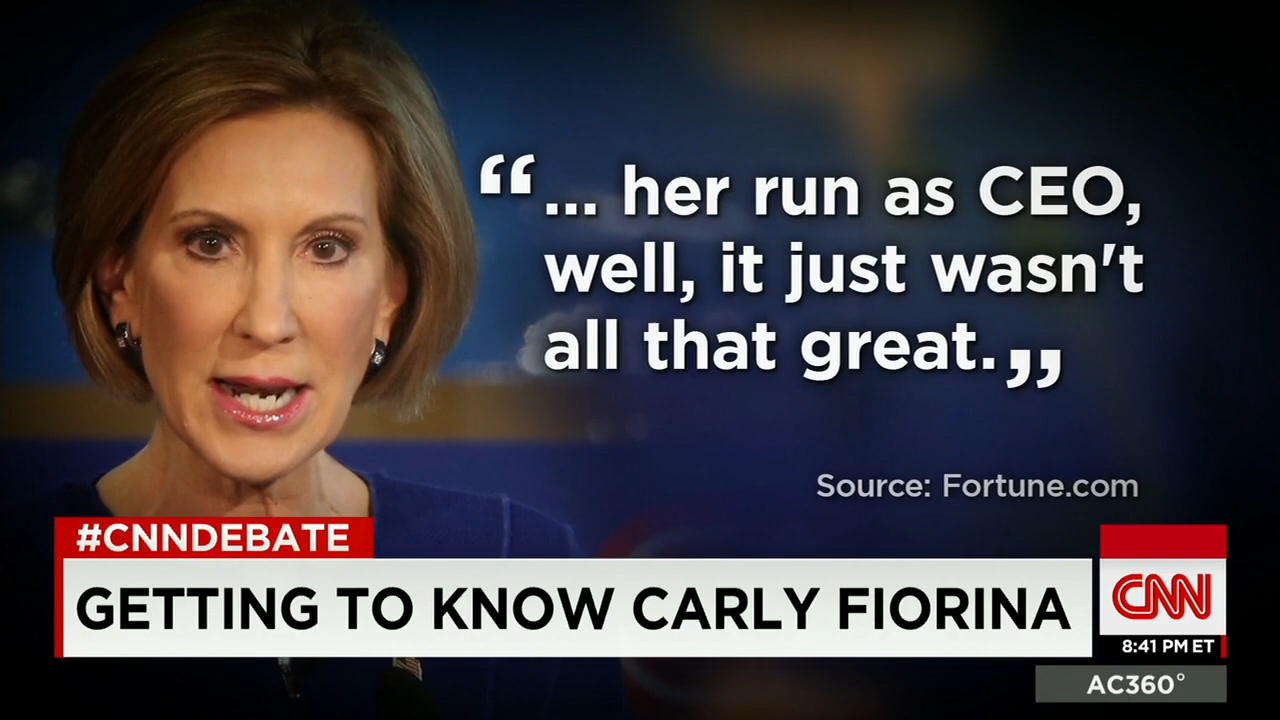 “... her run as CEO,
well, it just wasn't
all that great.„
Source: Fortune.com
#CNNDEBATE
GETTING TO KNOW CARLY FIORINA
CNN
8:41 PM ET
AC360°